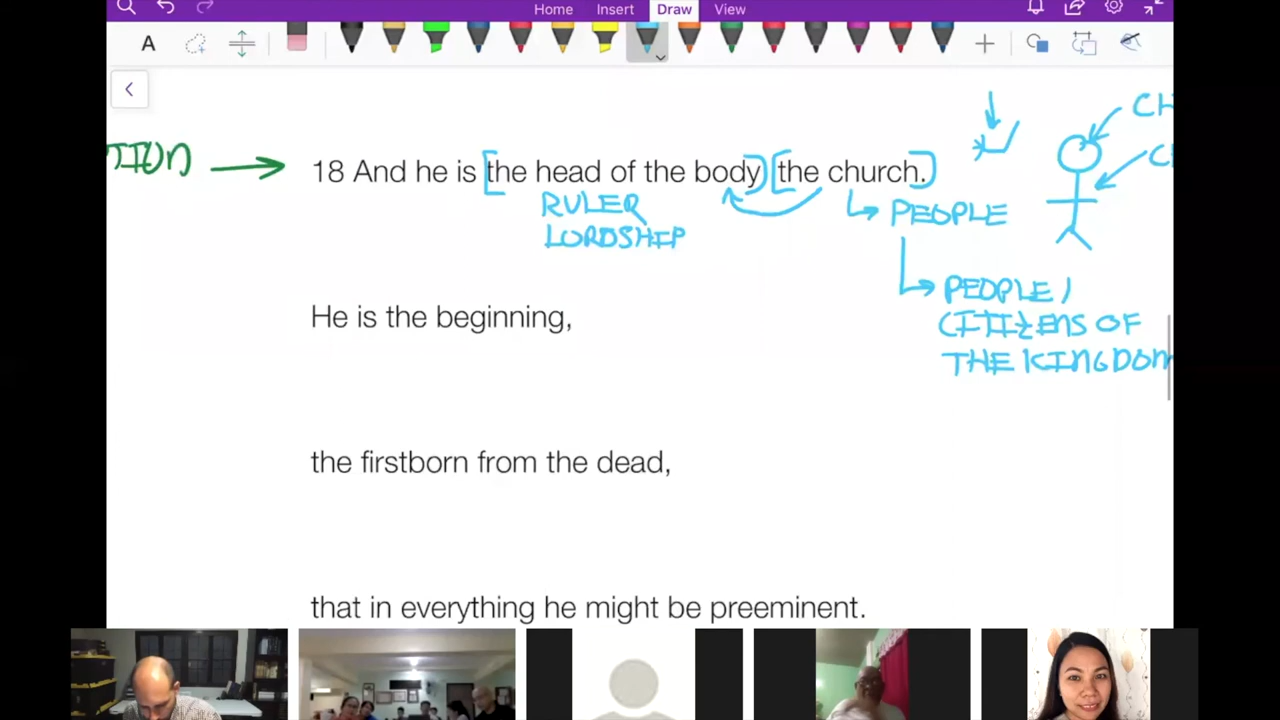 Home Insert Draw View
A
CH
TION
18 And he is [the head of the body) [the church.)
RULER
LORDSHIP
PEOPLE
PEOPLE /
CITIZENS OF
THE KINGDOM
He is the beginning,
the firstborn from the dead,
that in everything he might be preeminent.